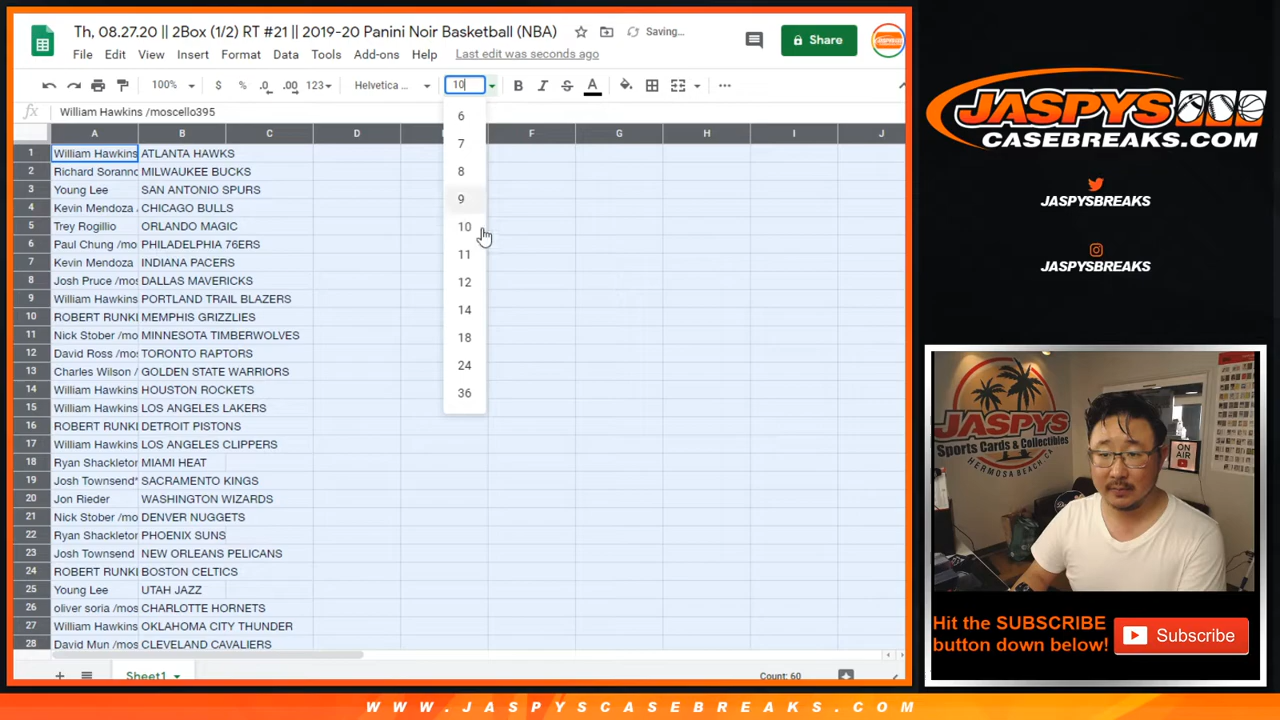 Th, 08.27.20 || 2Box (1/2) RT #21 || 2019-20 Panini Noir Basketball (NBA)
Saving...
File Edit View Insert Format Data Tools Add-ons Help Last edit was seconds ago
Share
100% $ % .0 .00 123 Helvetica ... 10 B I S A ...
fx William Hawkins /moscello395
A B C F G H I J
1 William Hawkins ATLANTA HAWKS
2 Richard Soranno MILWAUKEE BUCKS
3 Young Lee SAN ANTONIO SPURS
4 Kevin Mendoza CHICAGO BULLS
5 Trey Rogillio ORLANDO MAGIC
6 Paul Chung /mo PHILADELPHIA 76ERS
7 Kevin Mendoza INDIANA PACERS
8 Josh Pruce /mo DALLAS MAVERICKS
9 William Hawkins PORTLAND TRAIL BLAZERS
10 ROBERT RUNKL MEMPHIS GRIZZLIES
11 Nick Stober /mo MINNESOTA TIMBERWOLVES
12 David Ross /mo TORONTO RAPTORS
13 Charles Wilson / GOLDEN STATE WARRIORS
14 William Hawkins HOUSTON ROCKETS
15 William Hawkins LOS ANGELES LAKERS
16 ROBERT RUNKL DETROIT PISTONS
17 William Hawkins LOS ANGELES CLIPPERS
18 Ryan Shackleton MIAMI HEAT
19 Josh Townsend* SACRAMENTO KINGS
20 Jon Rieder WASHINGTON WIZARDS
21 Nick Stober /mo DENVER NUGGETS
22 Ryan Shackleton PHOENIX SUNS
23 Josh Townsend NEW ORLEANS PELICANS
24 ROBERT RUNKL BOSTON CELTICS
25 Young Lee UTAH JAZZ
26 oliver soria /mos CHARLOTTE HORNETS
27 William Hawkins OKLAHOMA CITY THUNDER
28 David Mun /mos CLEVELAND CAVALIERS
6
7
8
9
10
11
12
14
18
24
36
Sheet1
Count: 60
JASPYS
CASEBREAKS.COM
JASPYSBREAKS
JASPYSBREAKS
JASPYS
Sports Cards & Collectibles
HERMOSA BEACH, CA
ON AIR
Hit the SUBSCRIBE
button down below!
Subscribe
WWW.JASPYSCASEBREAKS.COM